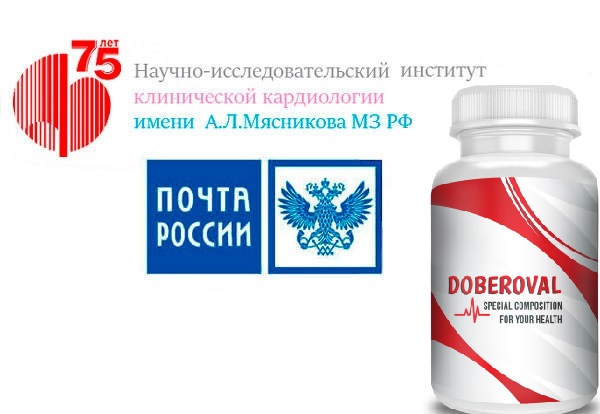 75 лет
Научно-исследовательский институт
клинической кардиологии
имени А.Л.Мясникова МЗ РФ
ПОЧТА
РОССИИ
DOBEROVAL
SPECIAL COMPOSITION
FOR YOUR HEALTH